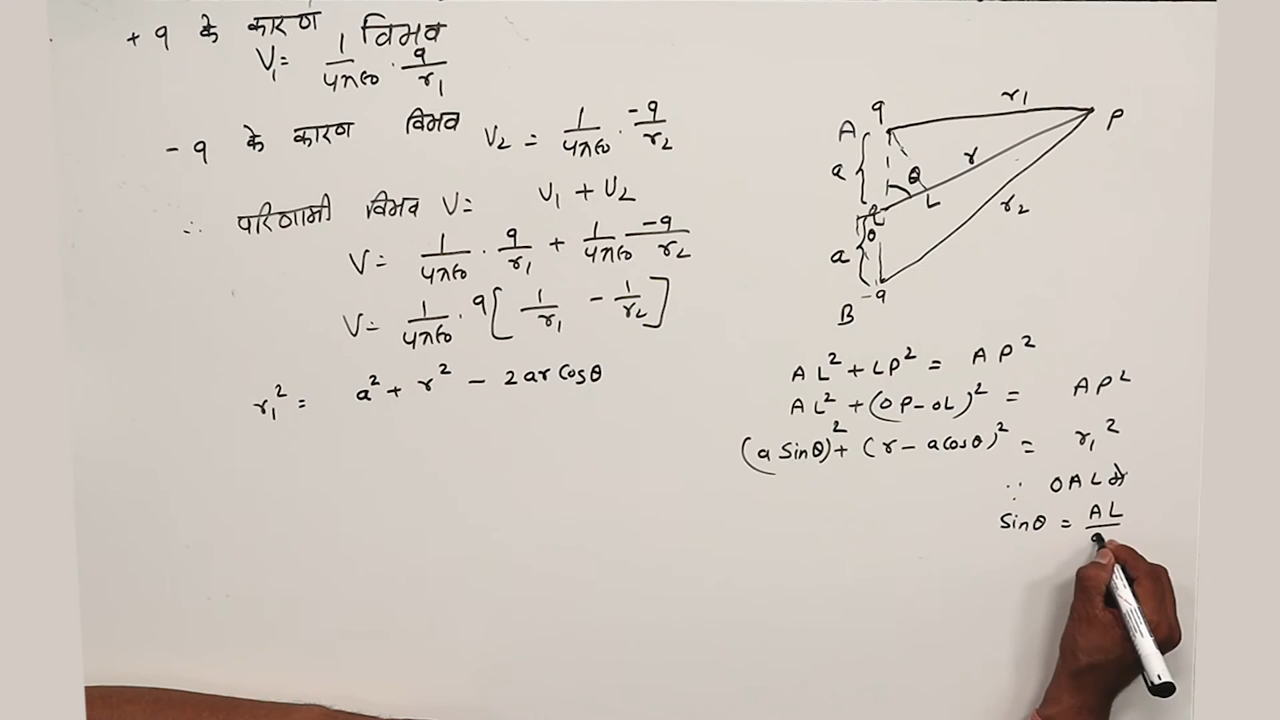 +q के कारण विभव
V₁= 1/4πε₀ · q/r₁
-q के कारण विभव V₂ = 1/4πε₀ · -q/r₂
∴ परिणामी विभव V= V₁ + V₂
V= 1/4πε₀ · q/r₁ + 1/4πε₀ -q/r₂
V= 1/4πε₀ · q[1/r₁ - 1/r₂]
r₁² = a² + r² - 2ar Cosθ
q
r₁
A
P
a
θ
r
L
r₂
O
a
-q
B
AL² + LP² = AP²
AL² + (OP-OL)² = AP²
(a Sinθ)² + (r - a Cosθ)² = r₁²
∵ OAL से
Sinθ = AL/